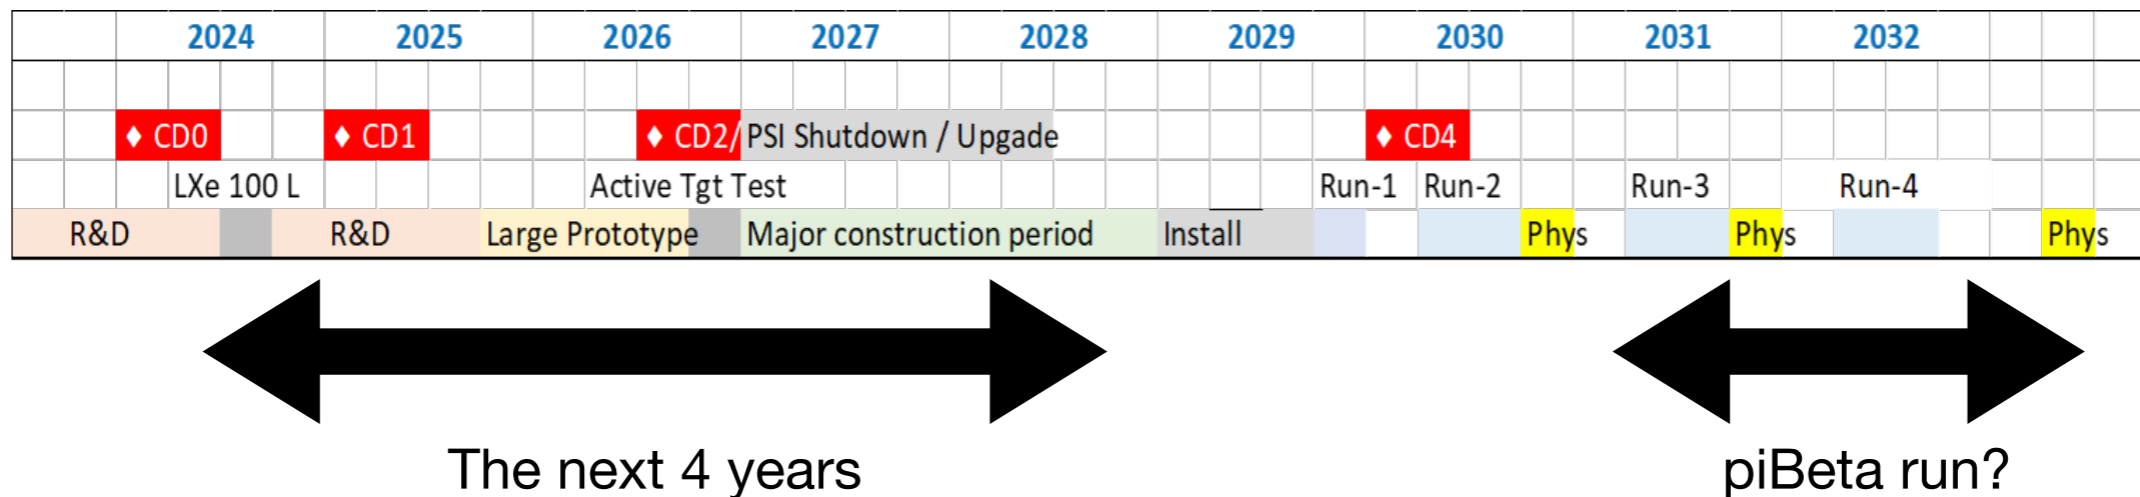 2024 2025 2026 2027 2028 2029 2030 2031 2032
♦ CD0 ♦ CD1 ♦ CD2/ PSI Shutdown / Upgade ♦ CD4
LXe 100 L Active Tgt Test Run-1 Run-2 Run-3 Run-4
R&D R&D Large Prototype Major construction period Install Phys Phys Phys
The next 4 years piBeta run?